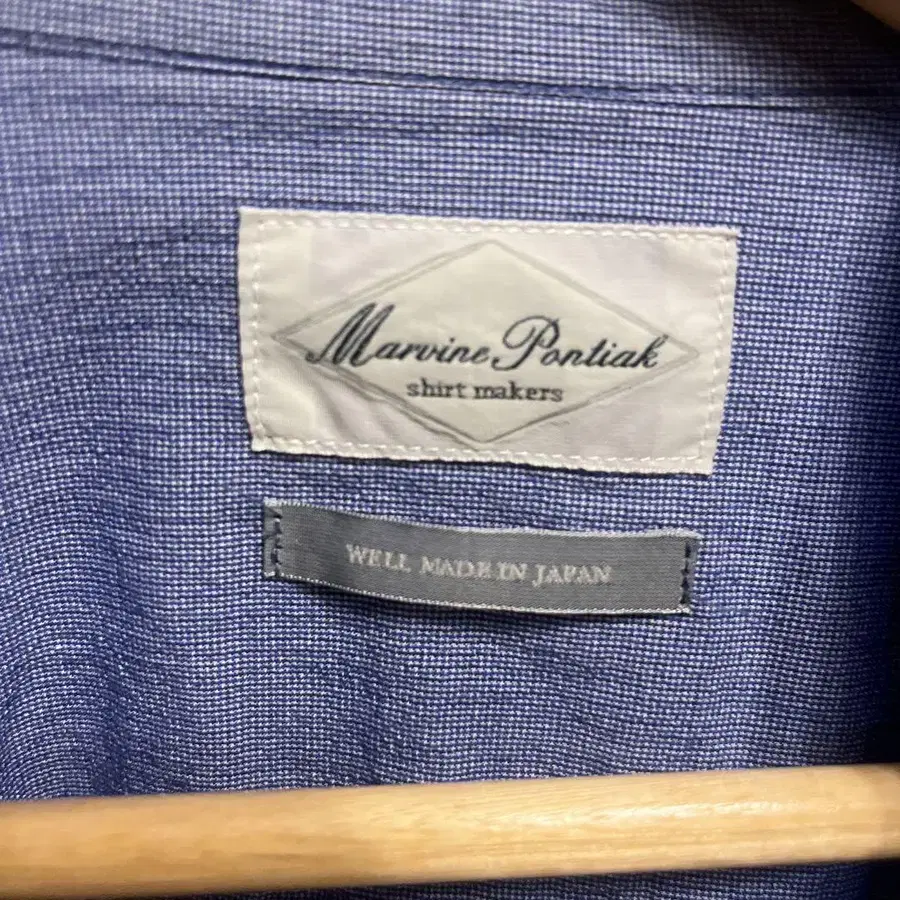 Marvine Pontiak
shirt makers
WELL MADE IN JAPAN